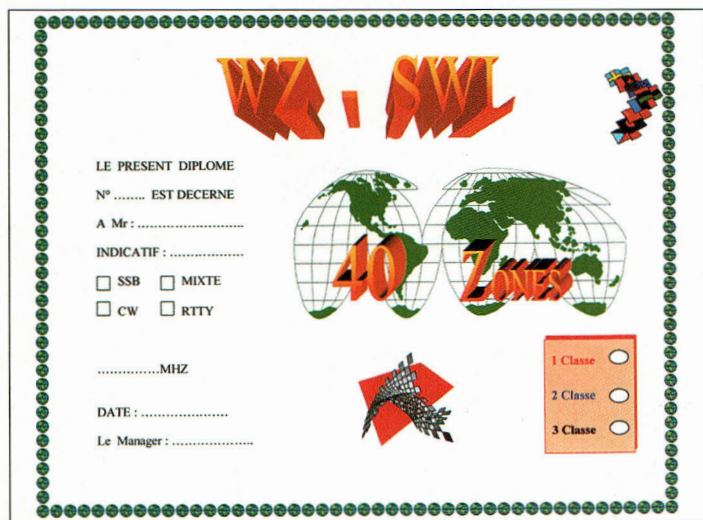 WZ - SWL
LE PRESENT DIPLOME
N° ........ EST DECERNE
A Mr : ..........................
INDICATIF : ..................
SSB MIXTE
CW RTTY
40 ZONES
...............MHZ
DATE : ......................
Le Manager : ....................
1 Classe
2 Classe
3 Classe